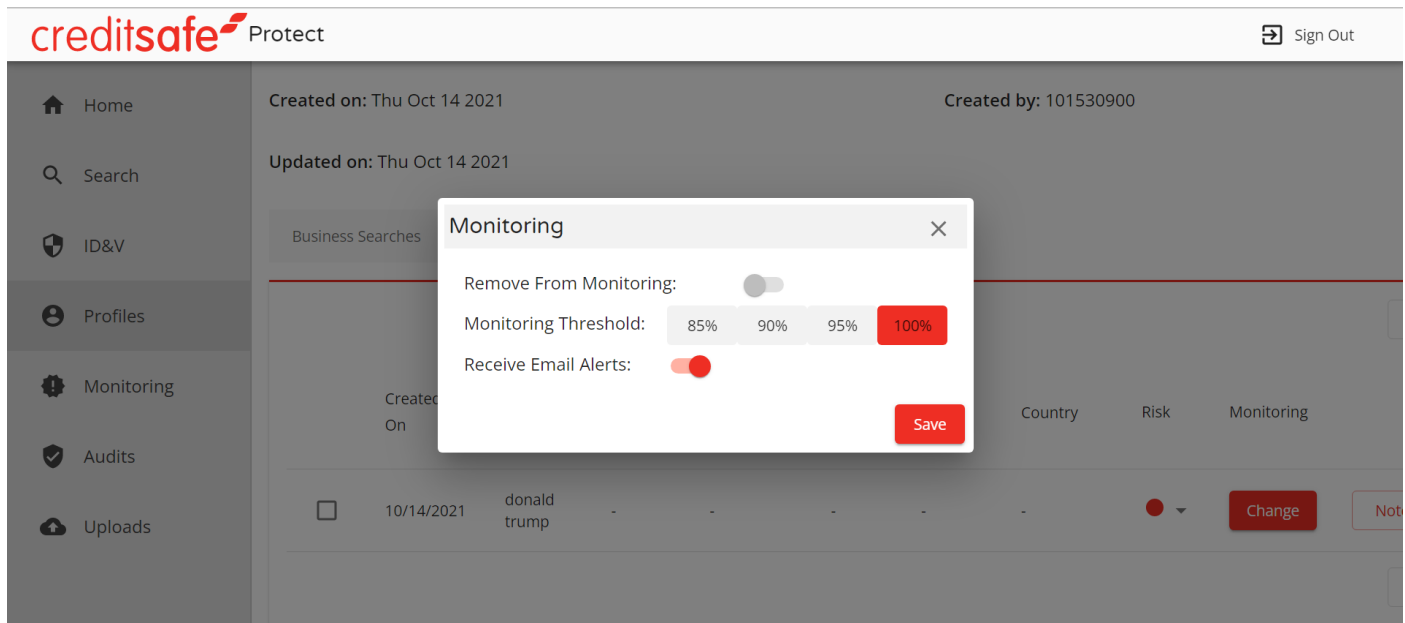 creditsafe Protect
Sign Out
Home
Search
ID&V
Profiles
Monitoring
Audits
Uploads
Created on: Thu Oct 14 2021
Created by: 101530900
Updated on: Thu Oct 14 2021
Business Searches
Monitoring
Remove From Monitoring:
Monitoring Threshold: 85% 90% 95% 100%
Receive Email Alerts:
Save
Created
On
Country
Risk
Monitoring
10/14/2021
donald
trump
- - - - -
Change